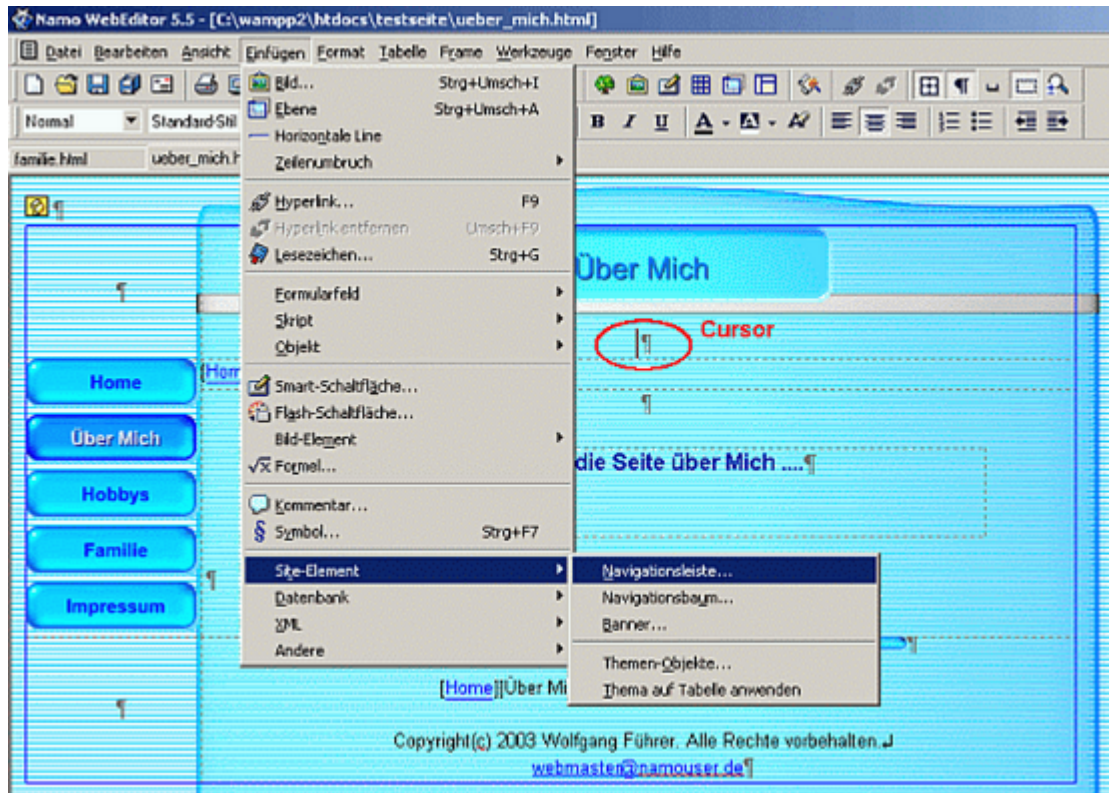 Namo WebEditor 5.5 - [C:\wampp2\htdocs\testseite\ueber_mich.html]
Datei Bearbeiten Ansicht Einfügen Format Tabelle Frame Werkzeuge Fenster Hilfe
Normal Standard-Stil
familie.html ueber_mich.h
Bild... Strg+Umsch+I
Ebene Strg+Umsch+A
Horizontale Line
Zeilenumbruch
Hyperlink... F9
Hyperlink entfernen Umsch+F9
Lesezeichen... Strg+G
Formularfeld
Skript
Objekt
Smart-Schaltfläche...
Flash-Schaltfläche...
Bild-Element
Formel...
Kommentar...
Symbol... Strg+F7
Site-Element
Datenbank
XML
Andere
Navigationsleiste...
Navigationsbaum...
Banner...
Themen-Objekte...
Thema auf Tabelle anwenden
Über Mich
Cursor
[Hom
Home
Über Mich
Hobbys
Familie
Impressum
die Seite über Mich ....
[Home][Über Mi
Copyright(c) 2003 Wolfgang Führer. Alle Rechte vorbehalten.
webmaster@namouser.de